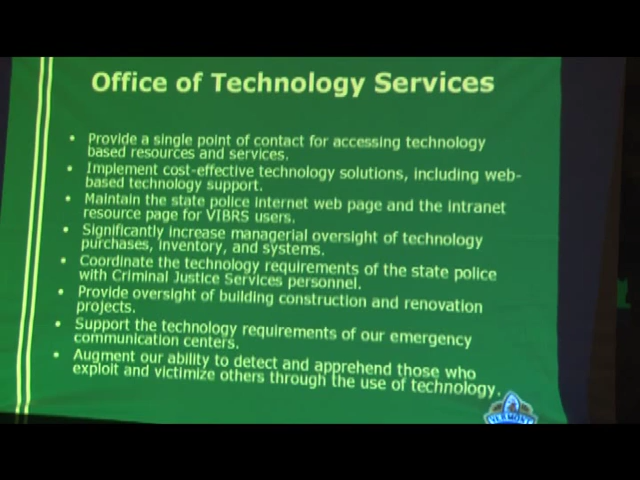 Office of Technology Services
• Provide a single point of contact for accessing technology
based resources and services.
• Implement cost-effective technology solutions, including web-
based technology support.
• Maintain the state police internet web page and the intranet
resource page for VIBRS users.
• Significantly increase managerial oversight of technology
purchases, inventory, and systems.
• Coordinate the technology requirements of the state police
with Criminal Justice Services personnel.
• Provide oversight of building construction and renovation
projects.
• Support the technology requirements of our emergency
communication centers.
• Augment our ability to detect and apprehend those who
exploit and victimize others through the use of technology.
VERMONT